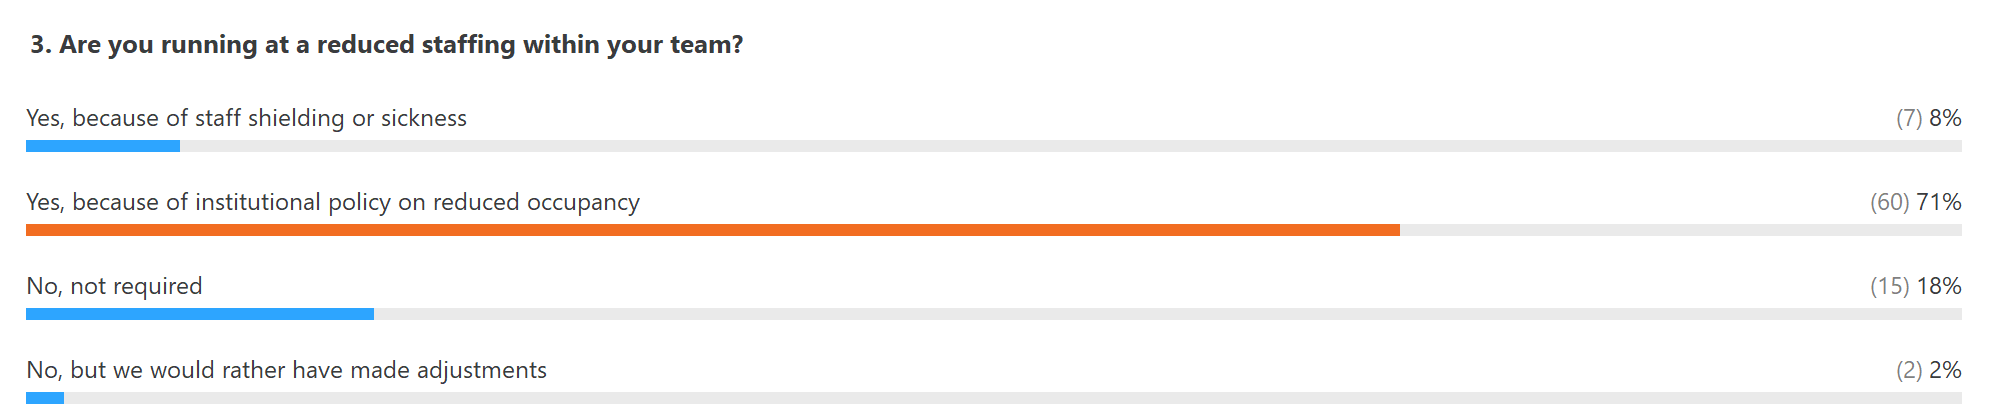 3. Are you running at a reduced staffing within your team?
Yes, because of staff shielding or sickness (7) 8%
Yes, because of institutional policy on reduced occupancy (60) 71%
No, not required (15) 18%
No, but we would rather have made adjustments (2) 2%